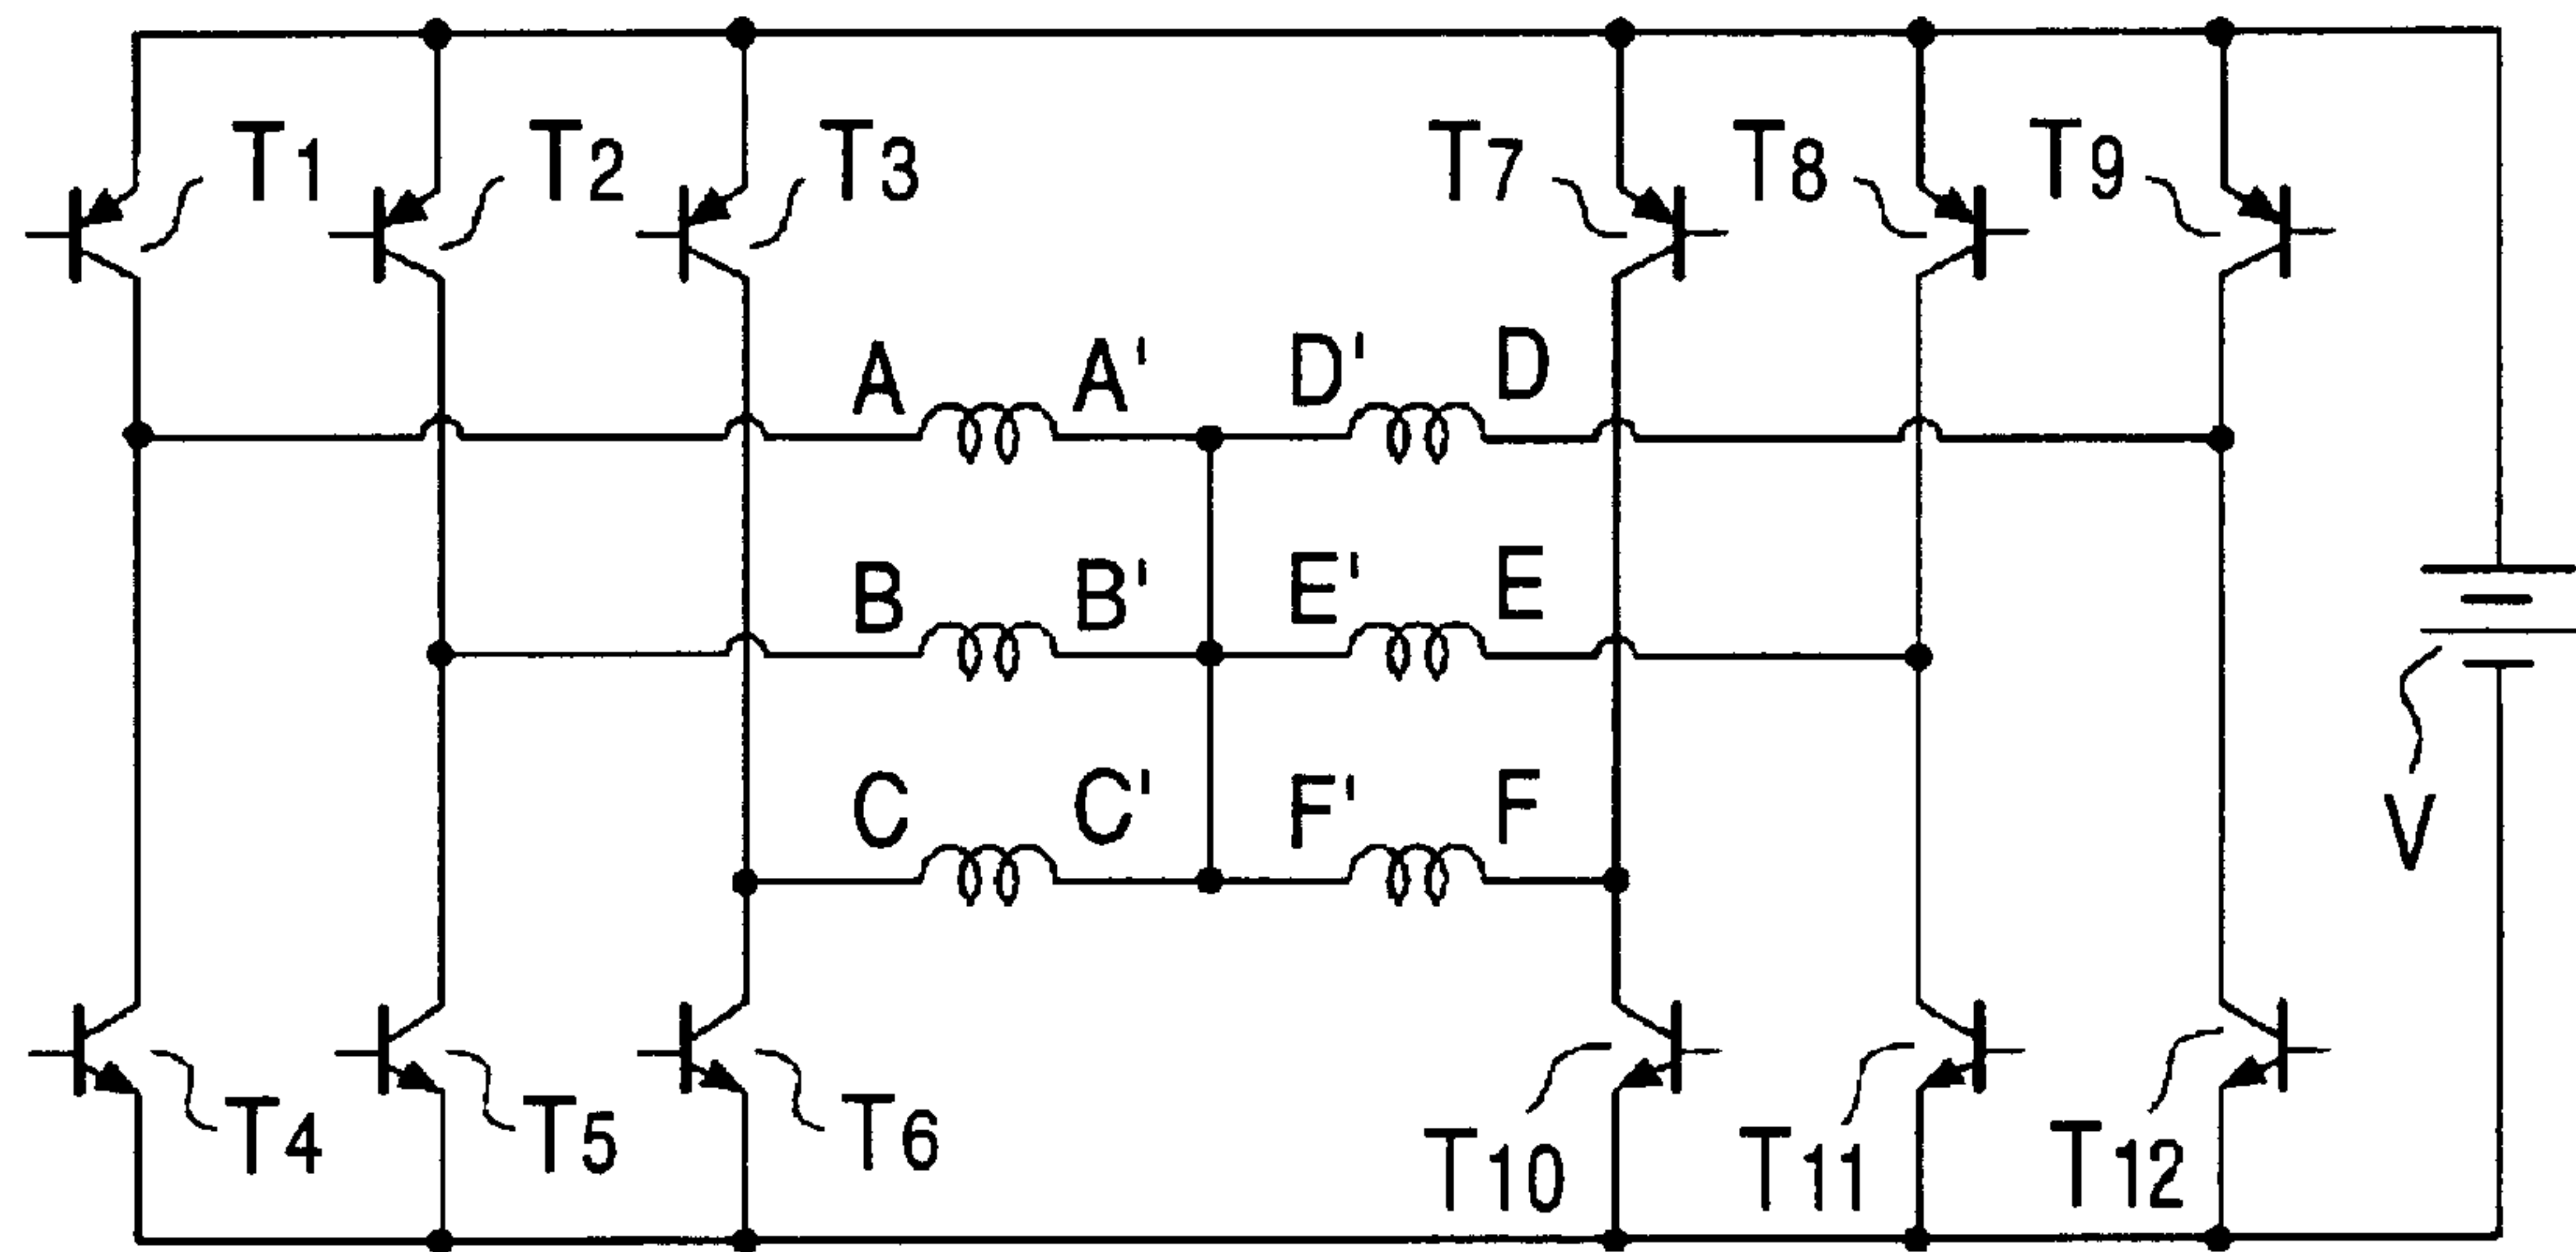 T1 T2 T3 T7 T8 T9
A A' D' D
B B' E' E
C C' F' F
V
T4 T5 T6 T10 T11 T12